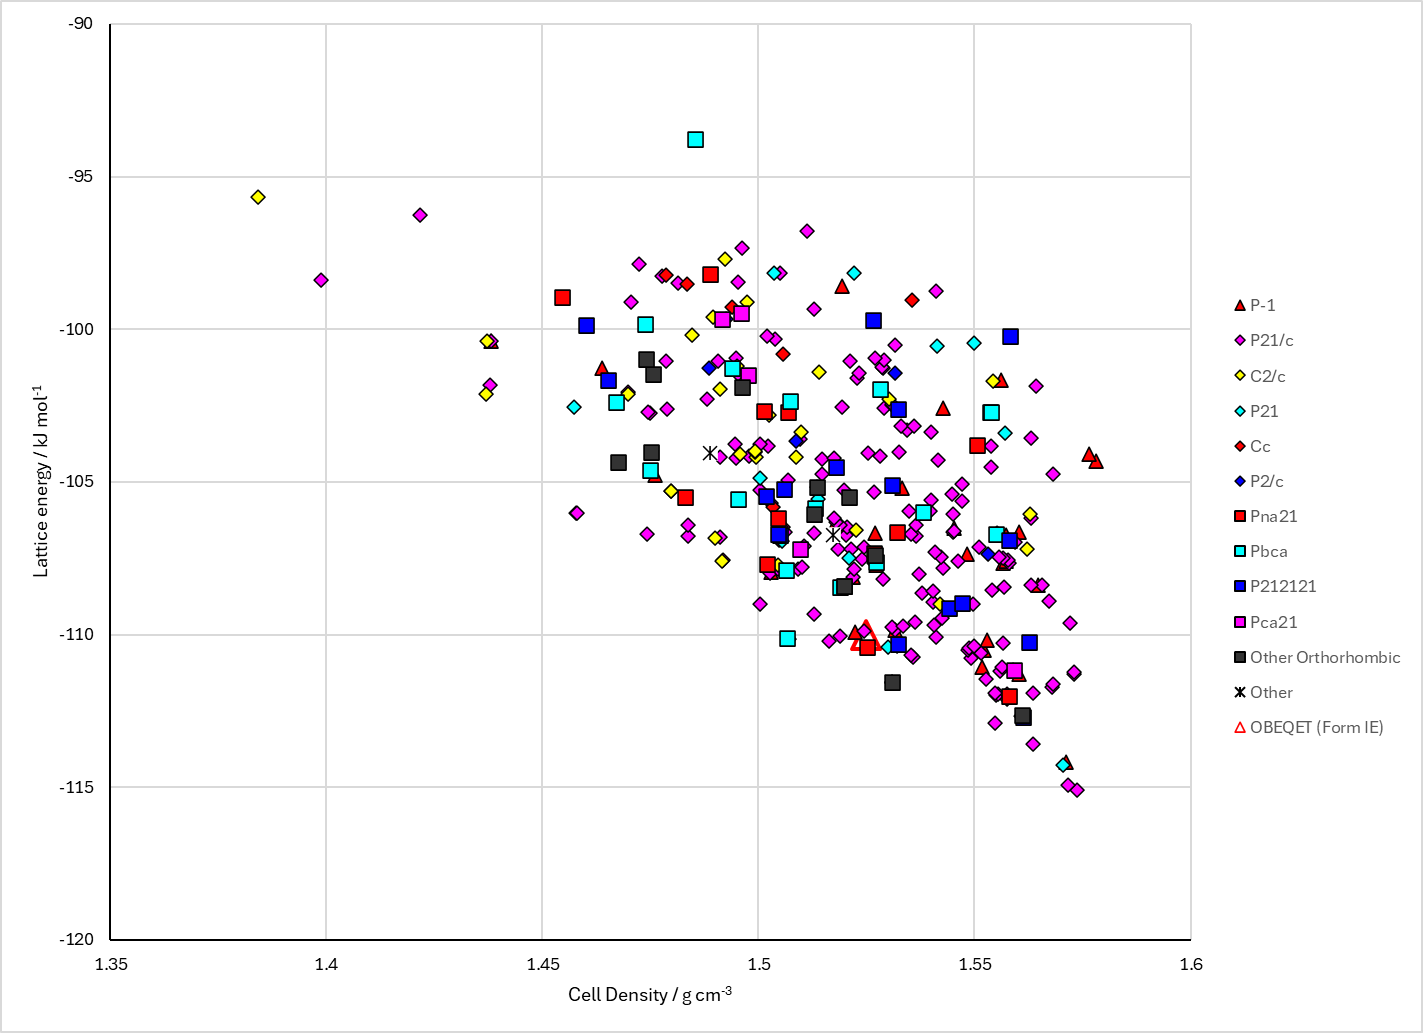 -90
-95
-100
-105
-110
-115
-120
1.35
1.4
1.45
1.5
1.55
1.6
Lattice energy / kJ mol⁻¹
Cell Density / g cm⁻³
P-1
P21/c
C2/c
P21
Cc
P2/c
Pna21
Pbca
P212121
Pca21
Other Orthorhombic
Other
OBEQET (Form IE)